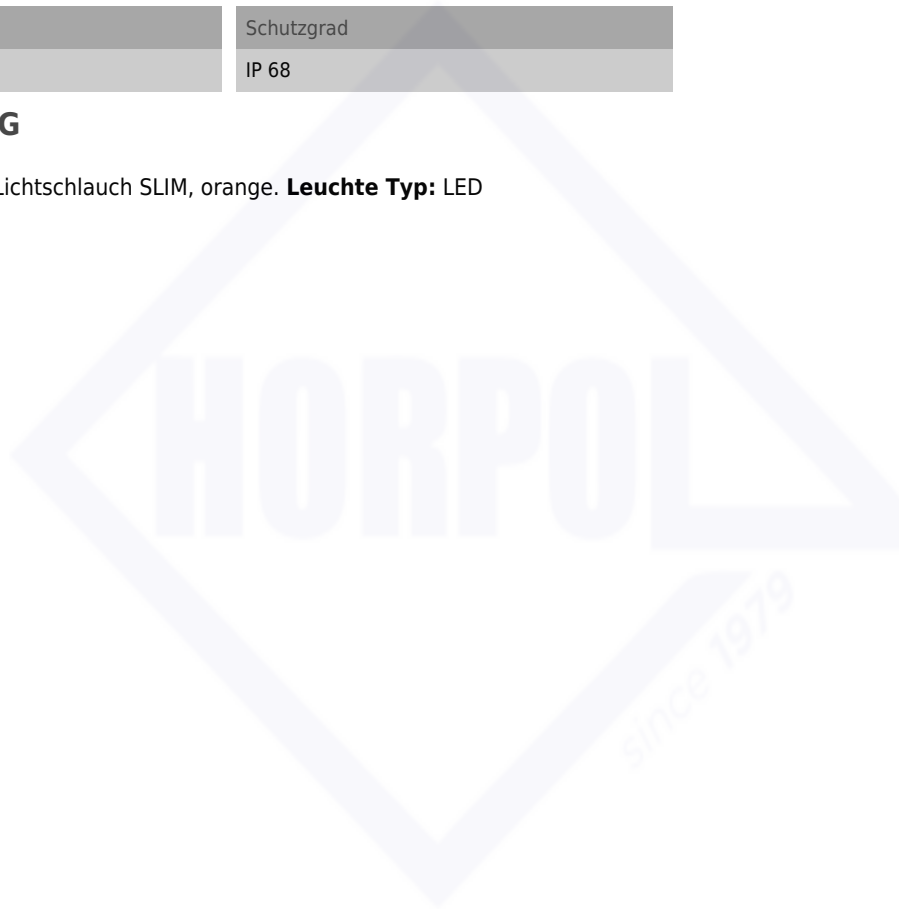 Schutzgrad
IP 68
G
Lichtschlauch SLIM, orange. Leuchte Typ: LED
HORPOL
since 1979